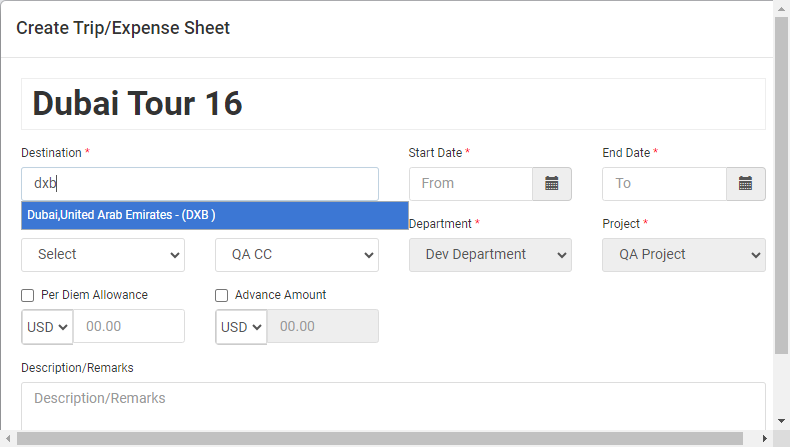 Create Trip/Expense Sheet
Dubai Tour 16
Destination * Start Date * End Date *
dxb From To
Dubai,United Arab Emirates - (DXB )
Department * Project *
Select QA CC Dev Department QA Project
Per Diem Allowance Advance Amount
USD 00.00 USD 00.00
Description/Remarks
Description/Remarks